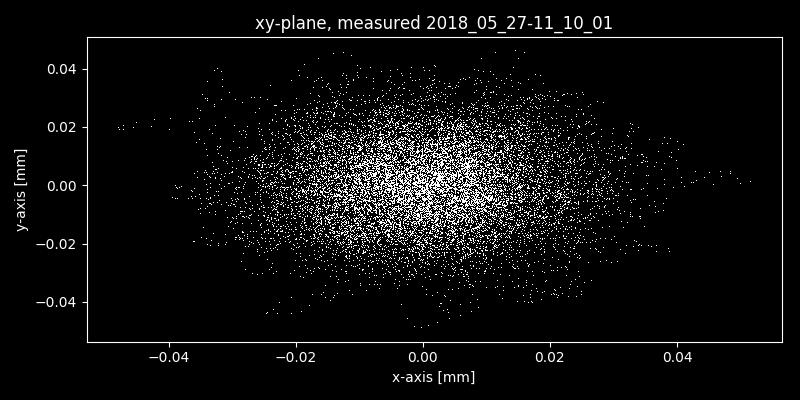 xy-plane, measured 2018_05_27-11_10_01
0.04
0.02
0.00
−0.02
−0.04
y-axis [mm]
−0.04 −0.02 0.00 0.02 0.04
x-axis [mm]